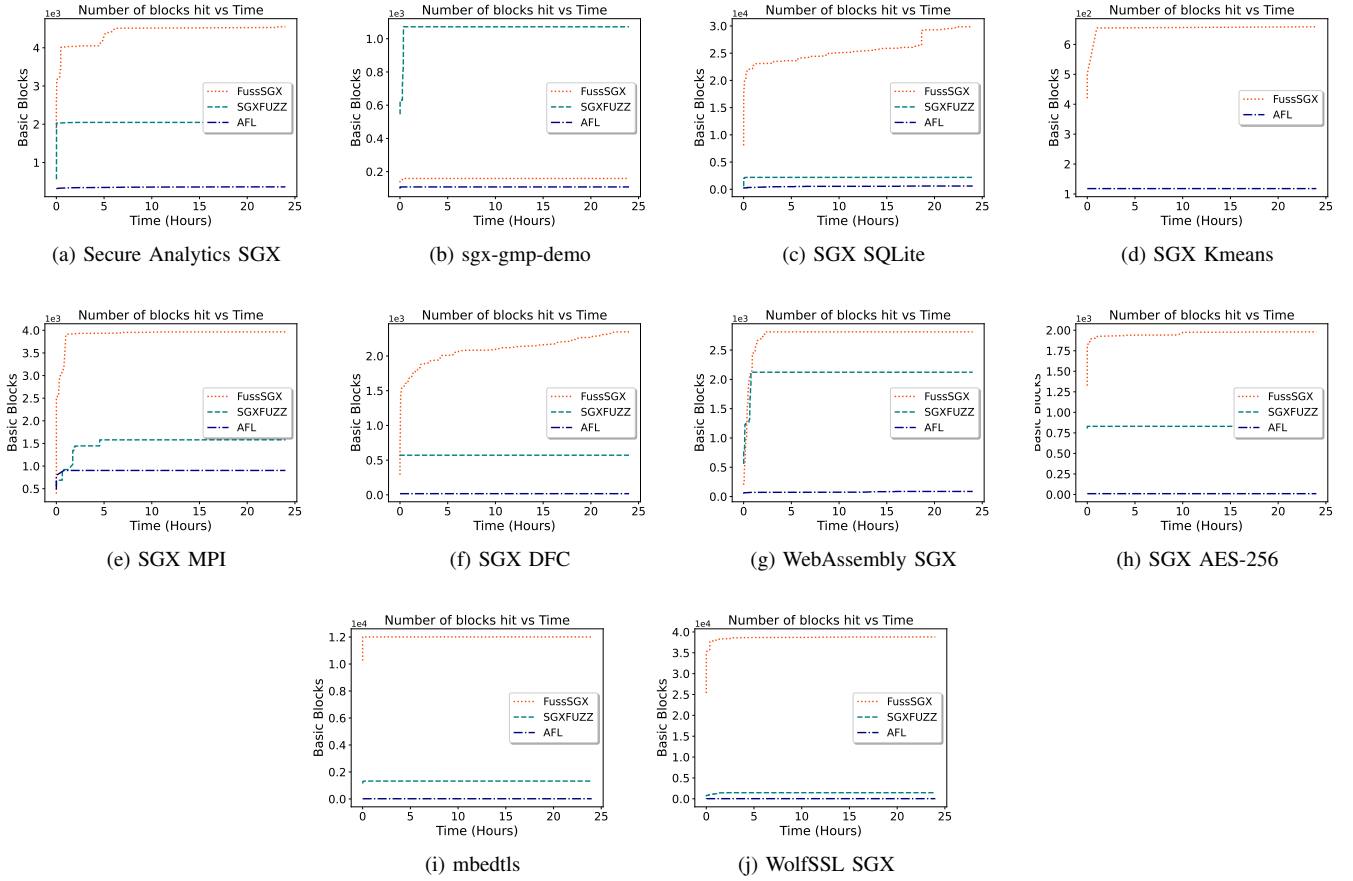 Number of blocks hit vs Time
1e3
4
3
2
1
Basic Blocks
FussSGX
SGXFUZZ
AFL
0 5 10 15 20 25
Time (Hours)
(a) Secure Analytics SGX
Number of blocks hit vs Time
1e3
1.0
0.8
0.6
0.4
0.2
Basic Blocks
FussSGX
SGXFUZZ
AFL
0 5 10 15 20 25
Time (Hours)
(b) sgx-gmp-demo
Number of blocks hit vs Time
1e4
3.0
2.5
2.0
1.5
1.0
0.5
0.0
Basic Blocks
FussSGX
SGXFUZZ
AFL
0 5 10 15 20 25
Time (Hours)
(c) SGX SQLite
Number of blocks hit vs Time
1e2
6
5
4
3
2
1
Basic Blocks
FussSGX
AFL
0 5 10 15 20 25
Time (Hours)
(d) SGX Kmeans
Number of blocks hit vs Time
1e3
4.0
3.5
3.0
2.5
2.0
1.5
1.0
0.5
Basic Blocks
FussSGX
SGXFUZZ
AFL
0 5 10 15 20 25
Time (Hours)
(e) SGX MPI
Number of blocks hit vs Time
1e3
2.0
1.5
1.0
0.5
0.0
Basic Blocks
FussSGX
SGXFUZZ
AFL
0 5 10 15 20 25
Time (Hours)
(f) SGX DFC
Number of blocks hit vs Time
1e3
2.5
2.0
1.5
1.0
0.5
0.0
Basic Blocks
FussSGX
SGXFUZZ
AFL
0 5 10 15 20 25
Time (Hours)
(g) WebAssembly SGX
Number of blocks hit vs Time
1e3
2.00
1.75
1.50
1.25
1.00
0.75
0.50
0.25
0.00
Basic Blocks
FussSGX
SGXFUZZ
AFL
0 5 10 15 20 25
Time (Hours)
(h) SGX AES-256
Number of blocks hit vs Time
1e4
1.2
1.0
0.8
0.6
0.4
0.2
0.0
Basic Blocks
FussSGX
SGXFUZZ
AFL
0 5 10 15 20 25
Time (Hours)
(i) mbedtls
Number of blocks hit vs Time
1e4
4.0
3.5
3.0
2.5
2.0
1.5
1.0
0.5
0.0
Basic Blocks
FussSGX
SGXFUZZ
AFL
0 5 10 15 20 25
Time (Hours)
(j) WolfSSL SGX